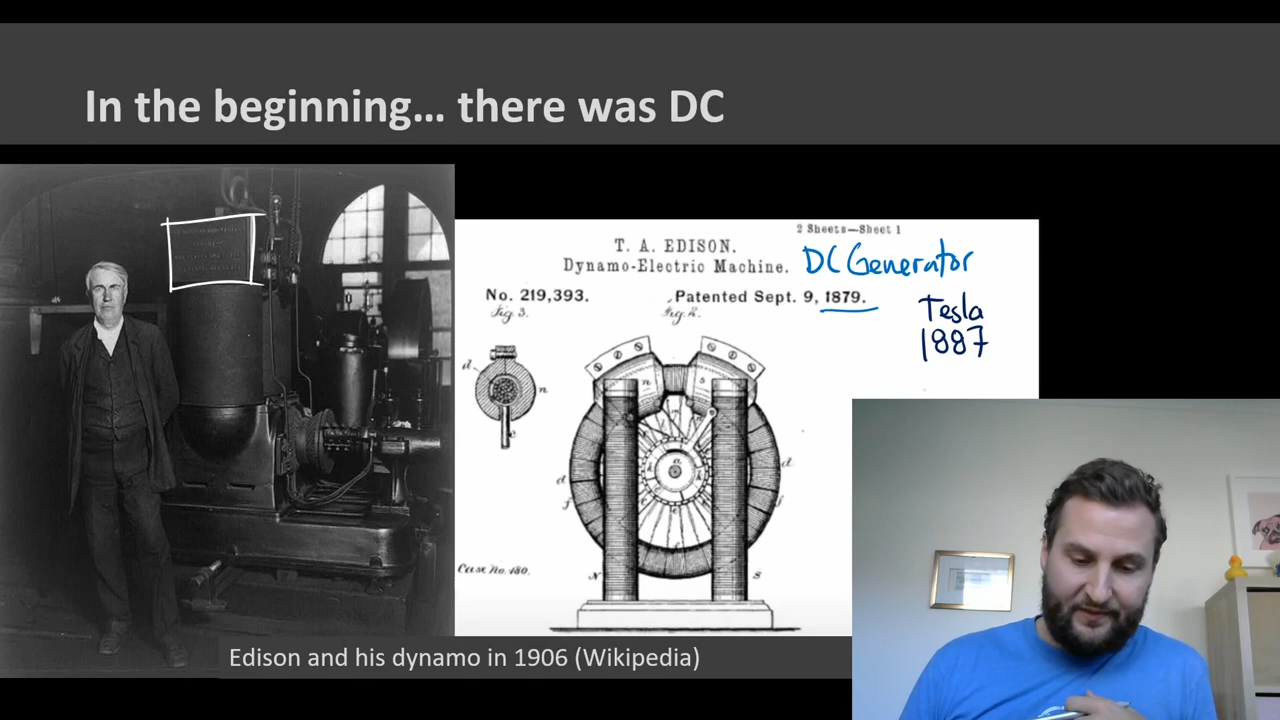 In the beginning... there was DC
2 Sheets—Sheet 1
T. A. EDISON.
Dynamo-Electric Machine.
DC Generator
No. 219,393.
Patented Sept. 9, 1879.
Fig. 3.
Fig. 2.
Tesla
1887
d
n
n
s
a
d
d
f
f
Case No. 180.
N
S
Edison and his dynamo in 1906 (Wikipedia)